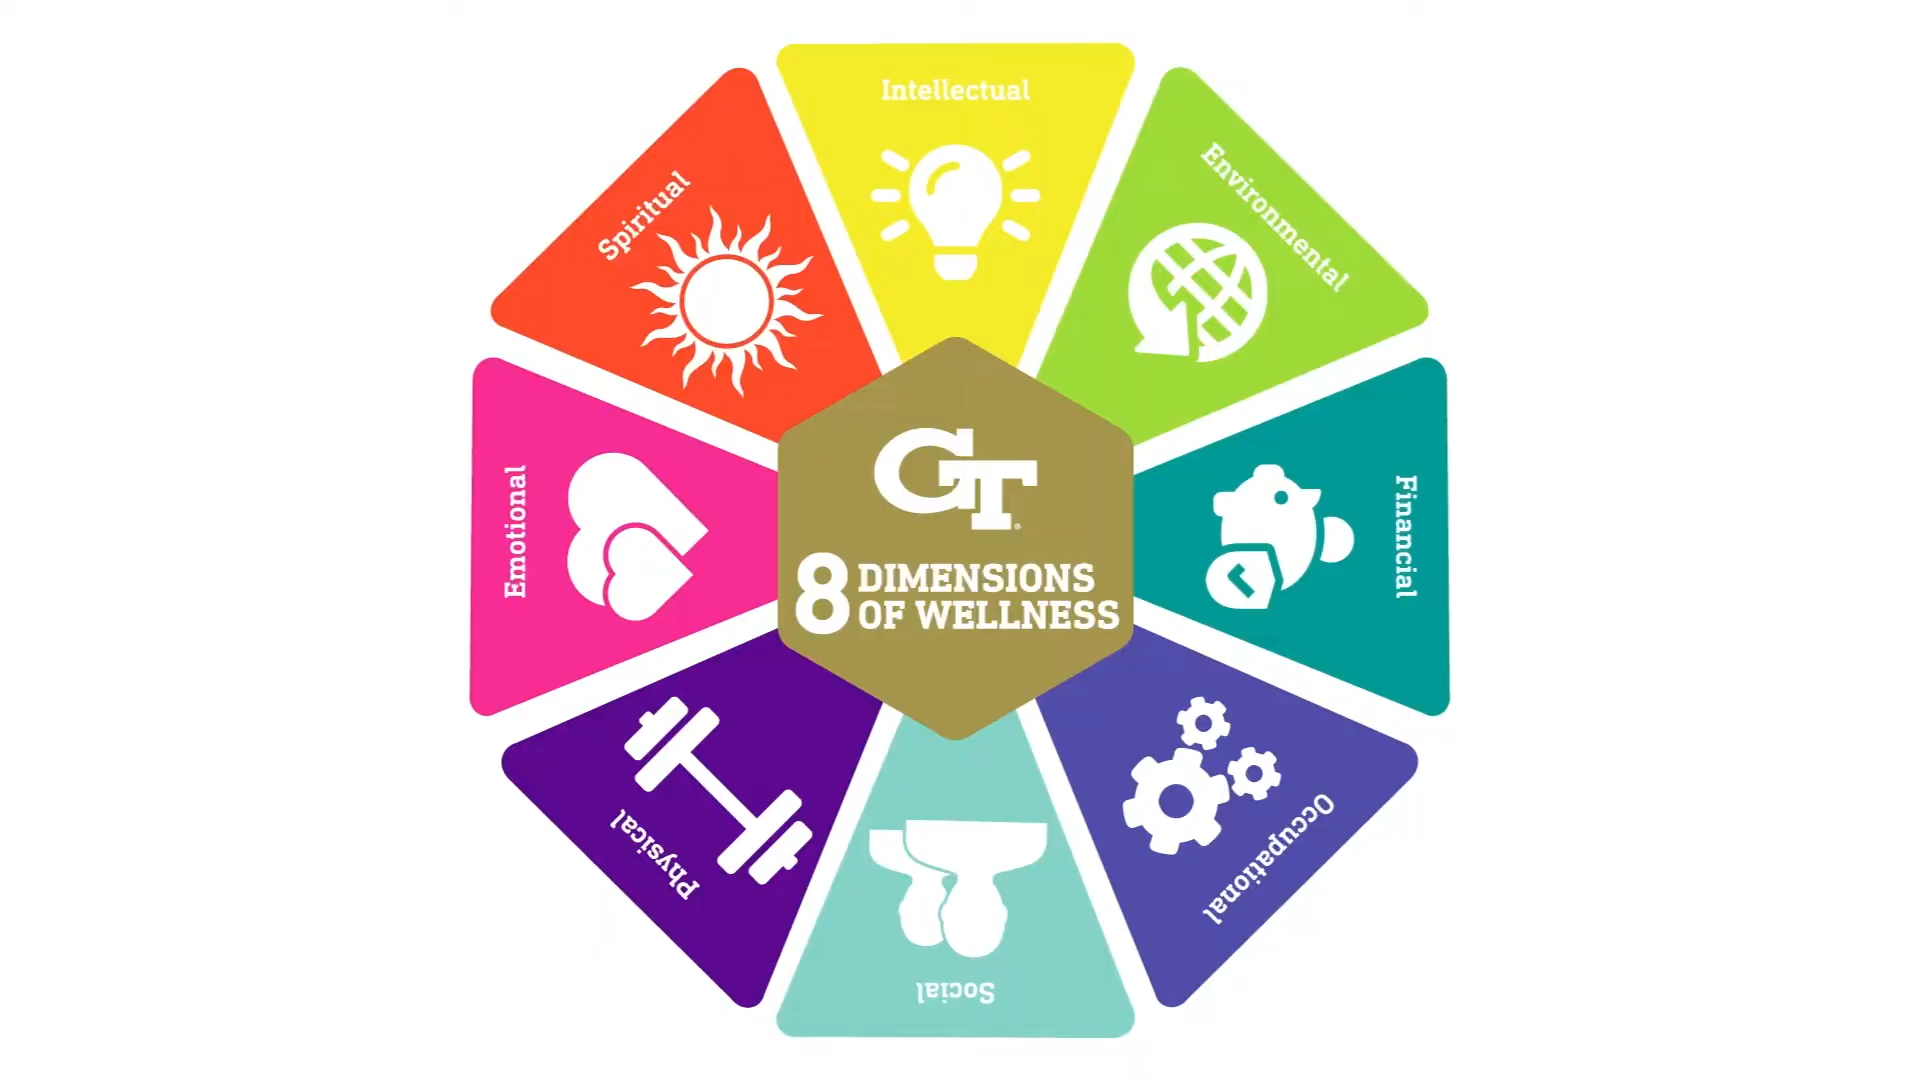 Intellectual
Environmental
Financial
Occupational
Social
Physical
Emotional
Spiritual
GT®
8 DIMENSIONS
OF WELLNESS